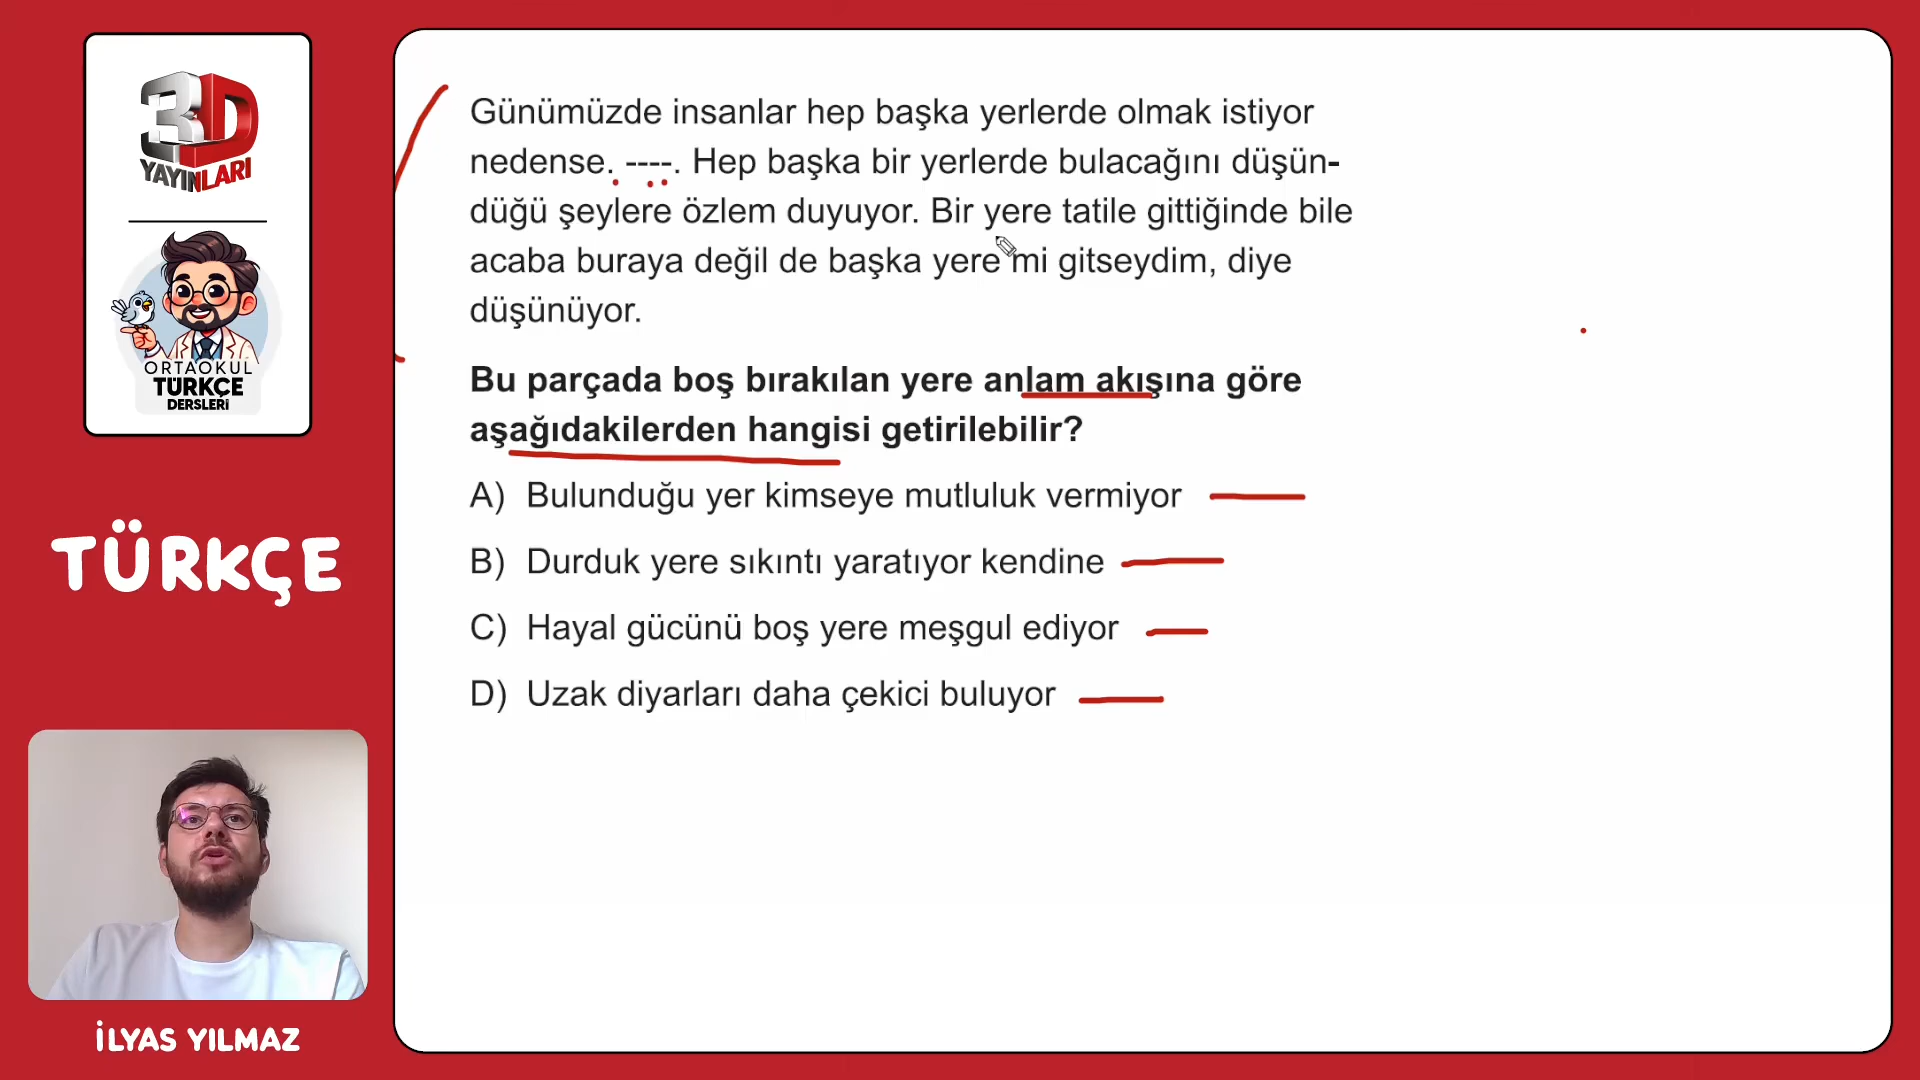 3D
YAYINLARI
ORTAOKUL
TÜRKÇE
DERSLERİ
TÜRKÇE
İLYAS YILMAZ
Günümüzde insanlar hep başka yerlerde olmak istiyor
nedense. ----. Hep başka bir yerlerde bulacağını düşün-
düğü şeylere özlem duyuyor. Bir yere tatile gittiğinde bile
acaba buraya değil de başka yere mi gitseydim, diye
düşünüyor.
Bu parçada boş bırakılan yere anlam akışına göre
aşağıdakilerden hangisi getirilebilir?
A) Bulunduğu yer kimseye mutluluk vermiyor
B) Durduk yere sıkıntı yaratıyor kendine
C) Hayal gücünü boş yere meşgul ediyor
D) Uzak diyarları daha çekici buluyor